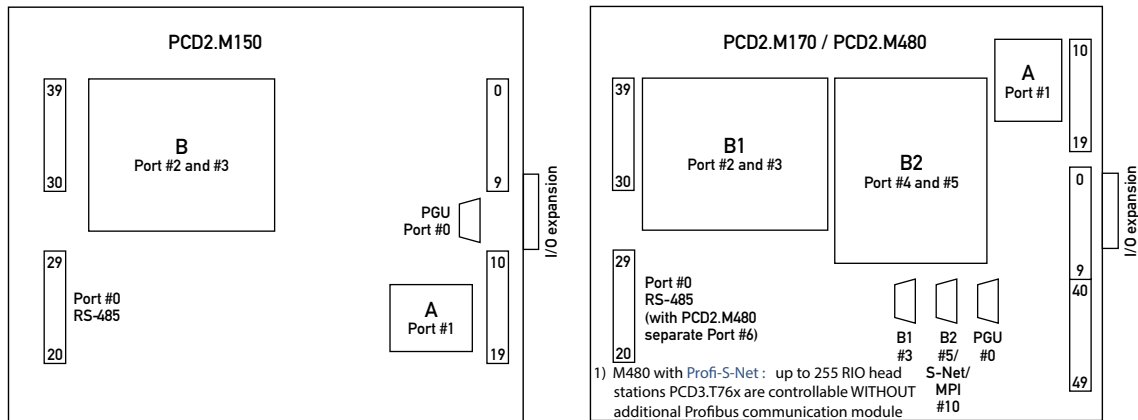 PCD2.M150
39
30
B
Port #2 and #3
0
9
PGU
Port #0
I/O expansion
29
20
Port #0
RS-485
A
Port #1
10
19
PCD2.M170 / PCD2.M480
39
30
B1
Port #2 and #3
B2
Port #4 and #5
A
Port #1
10
19
0
9
I/O expansion
29
20
Port #0
RS-485
(with PCD2.M480
separate Port #6)
B1
#3
B2
#5/
S-Net/
MPI
#10
PGU
#0
40
49
1) M480 with Profi-S-Net : up to 255 RIO head
stations PCD3.T76x are controllable WITHOUT
additional Profibus communication module